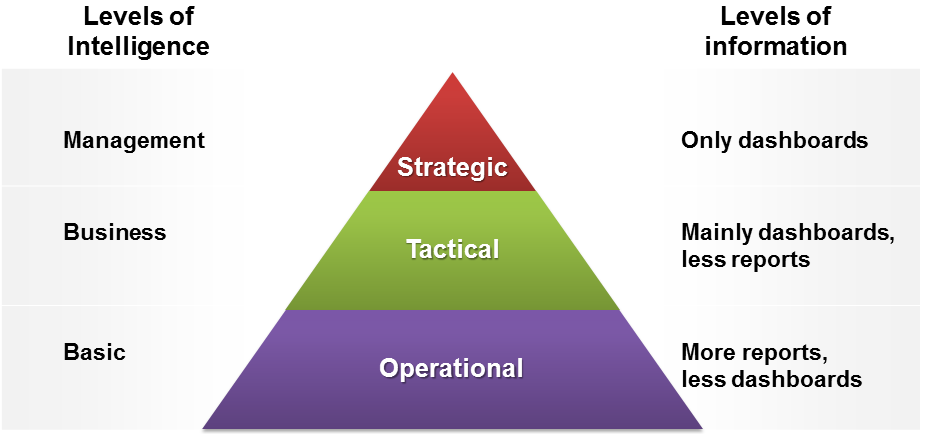 Levels of
Intelligence
Levels of
information
Management
Strategic
Only dashboards
Business
Tactical
Mainly dashboards,
less reports
Basic
Operational
More reports,
less dashboards